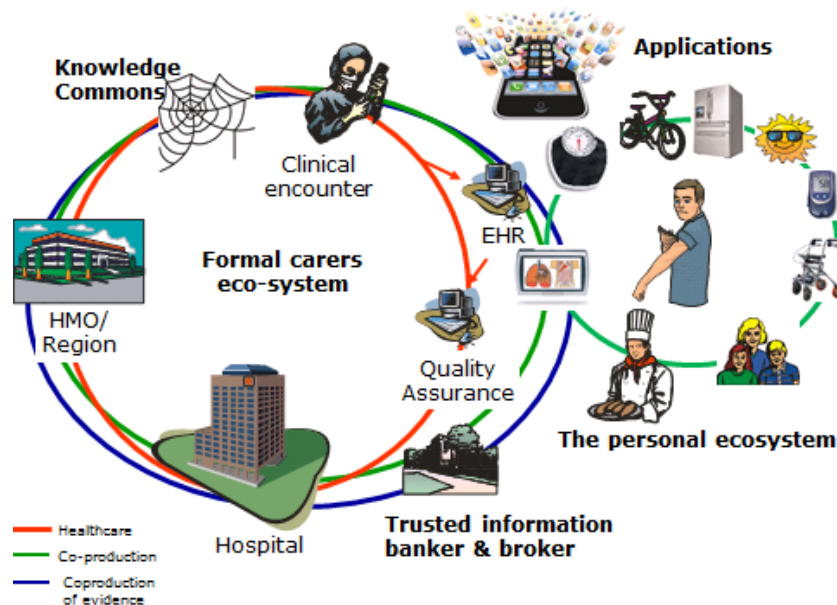 Knowledge
Commons
Applications
Clinical
encounter
EHR
Formal carers
eco-system
HMO/
Region
Quality
Assurance
The personal ecosystem
Trusted information
banker & broker
Hospital
Healthcare
Co-production
Coproduction
of evidence